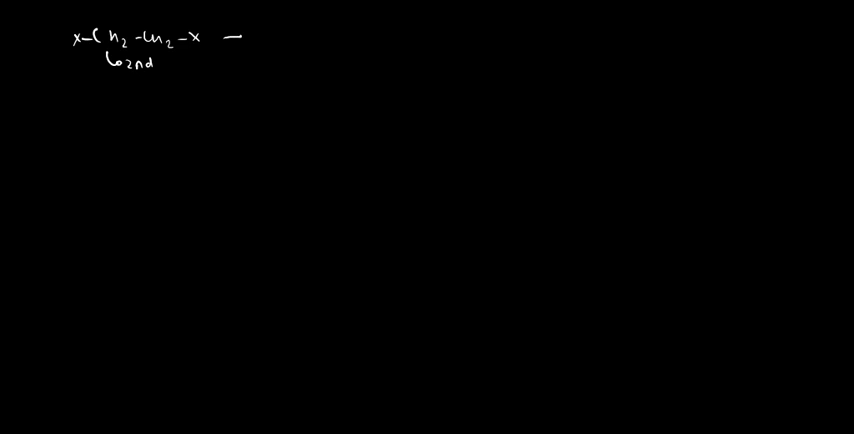 x-CH₂-CH₂-x —
↳ 2nd